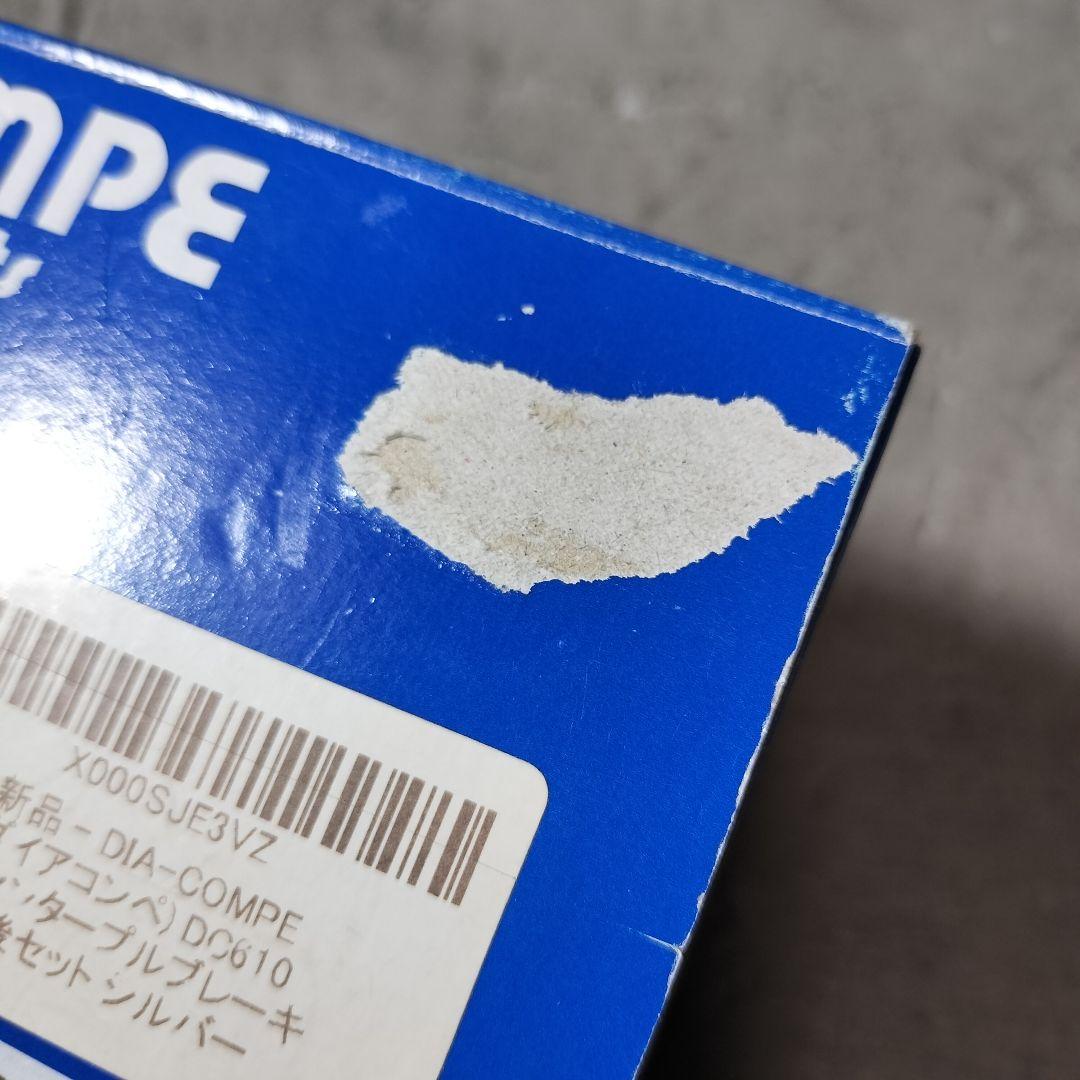 MPE
ts
X000SJE3VZ
新品 - DIA-COMPE
ダイアコンペ) DC610
ンタープルブレーキ
後セット シルバー